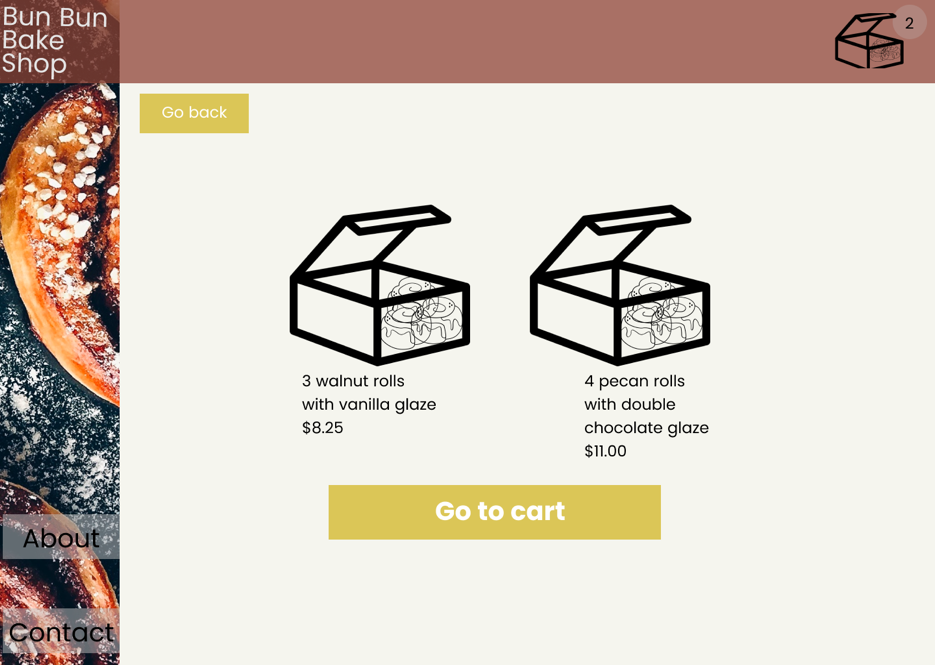 Bun Bun
Bake
Shop
2
Go back
3 walnut rolls
with vanilla glaze
$8.25
4 pecan rolls
with double
chocolate glaze
$11.00
Go to cart
About
Contact